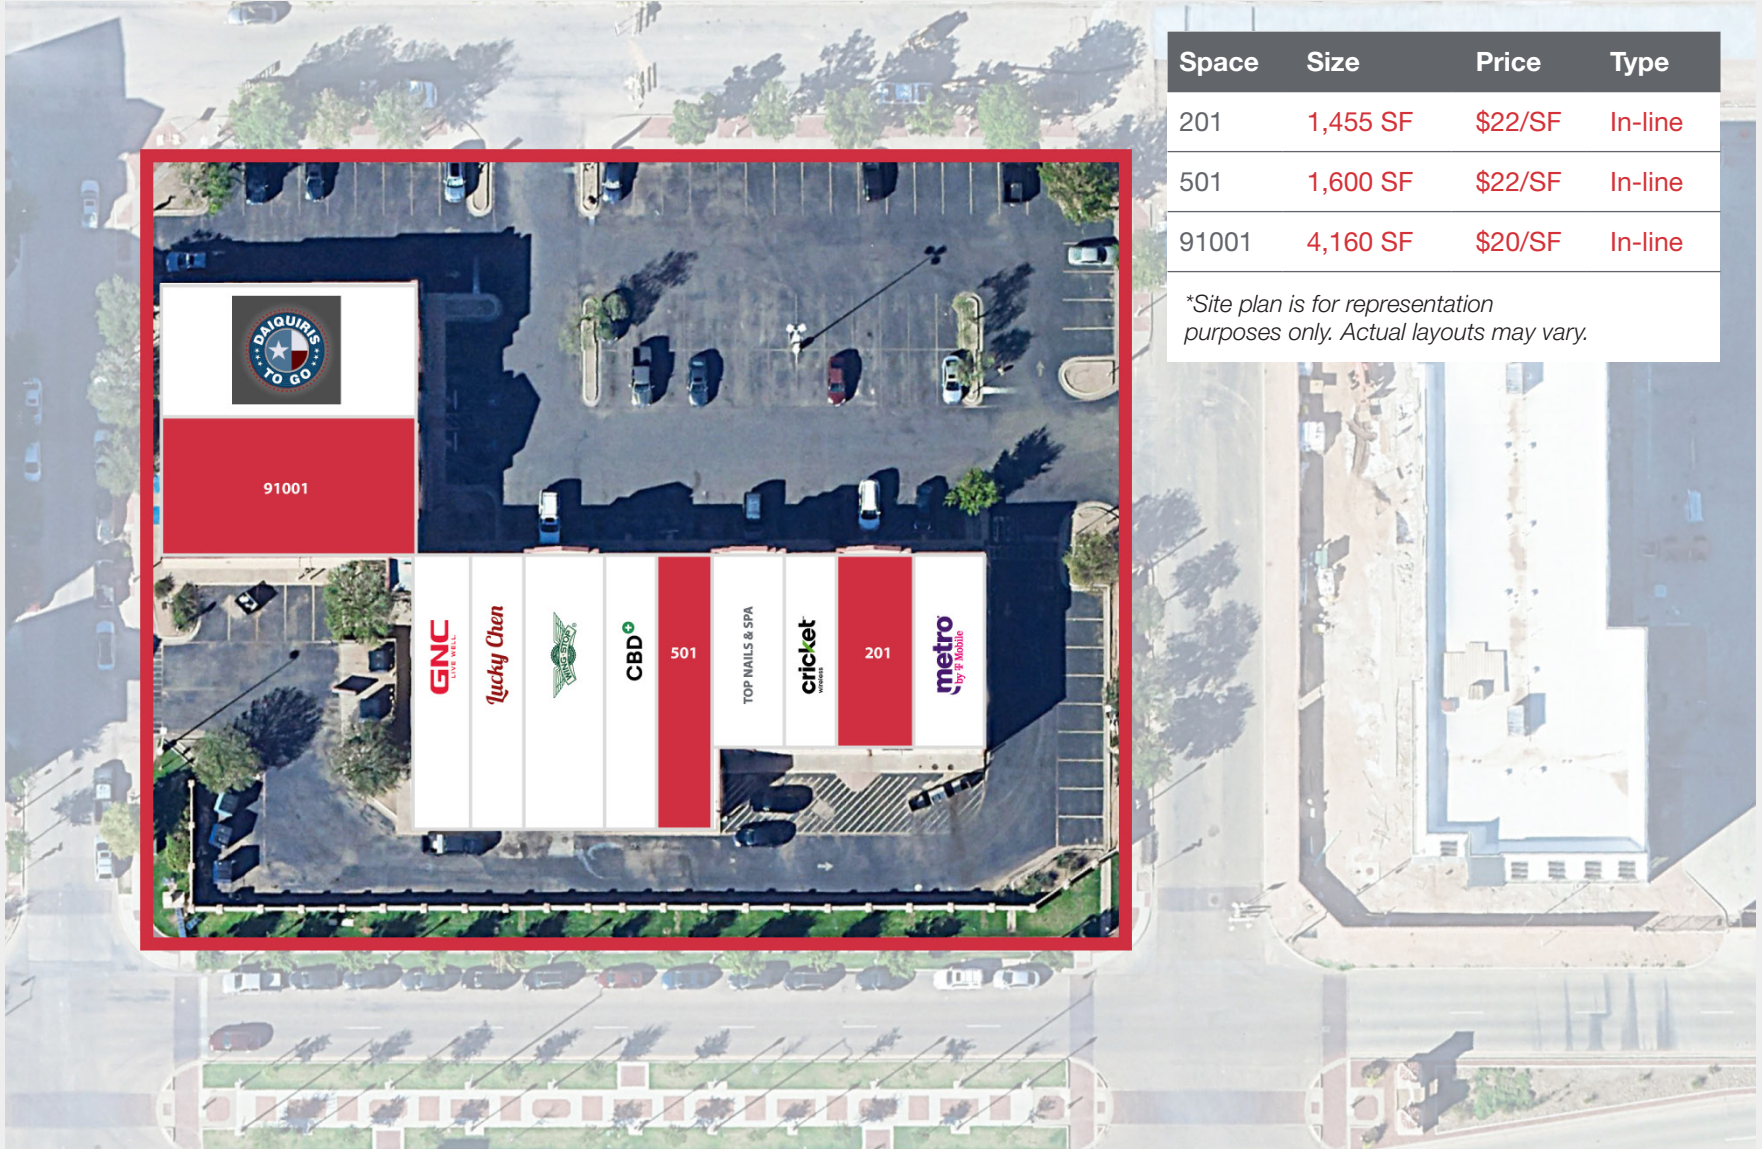 Space Size Price Type
201 1,455 SF $22/SF In-line
501 1,600 SF $22/SF In-line
91001 4,160 SF $20/SF In-line
*Site plan is for representation
purposes only. Actual layouts may vary.
DAIQUIRIS
TO GO
91001
GNC
LIVE WELL.
Lucky Chen
WING·STOP
CBD+
501
TOP NAILS & SPA
cricket
wireless
201
metro
by T Mobile